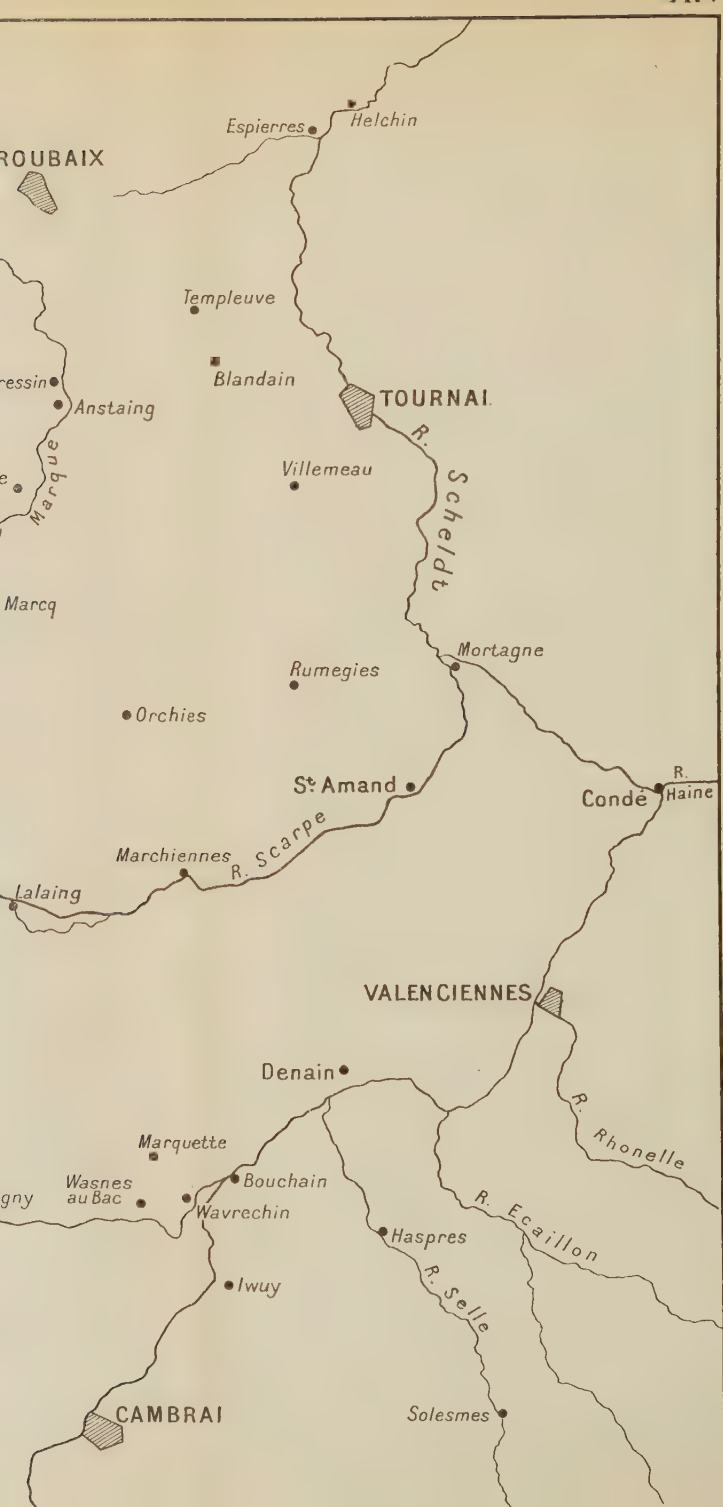 Helchin
Espierres
ROUBAIX
Templeuve
Blandain
ressin
TOURNAI
Anstaing
R. Scheldt
Marque
Villemeau
Marcq
Mortagne
Rumegies
Orchies
R.
Haine
St. Amand
Condé
R. Scarpe
Marchiennes
Lalaing
VALENCIENNES
Denain
R. Rhonelle
Marquette
Bouchain
Wasnes
au Bac
gny
Wavrechin
R. Ecaillon
Haspres
Iwuy
R. Selle
CAMBRAI
Solesmes